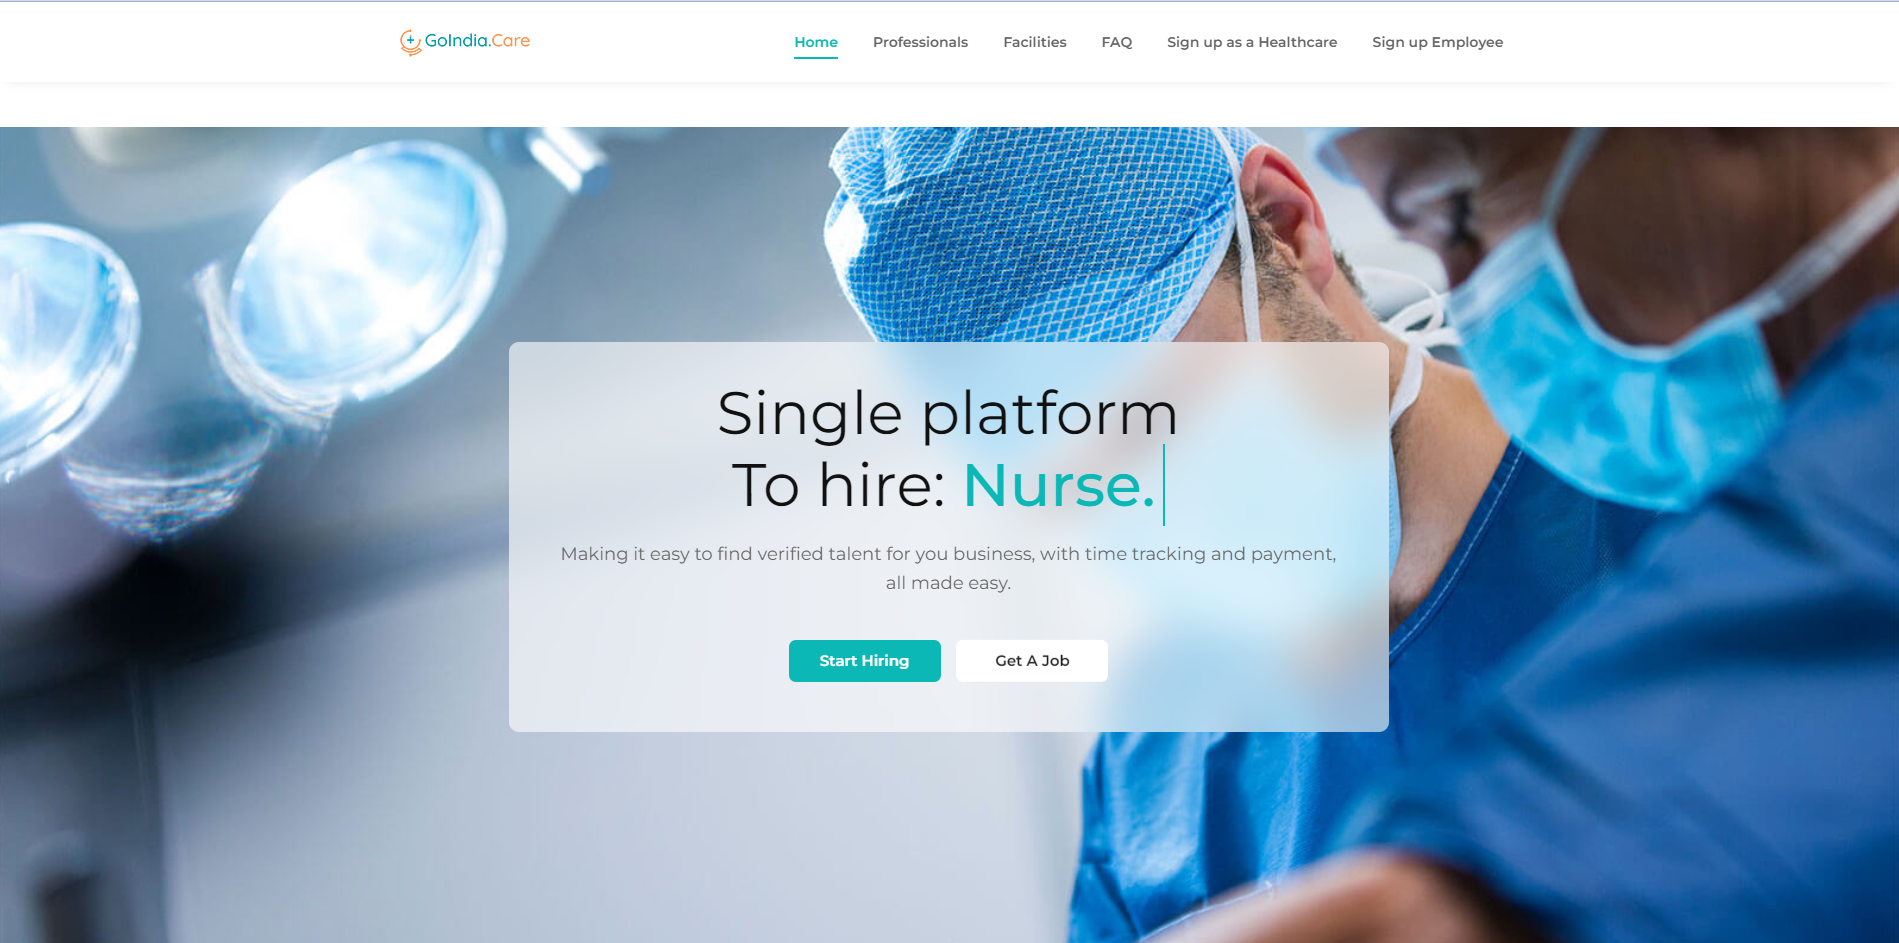 GoIndia.Care
Home Professionals Facilities FAQ Sign up as a Healthcare Sign up Employee
Single platform
To hire: Nurse.
Making it easy to find verified talent for you business, with time tracking and payment,
all made easy.
Start Hiring Get A Job